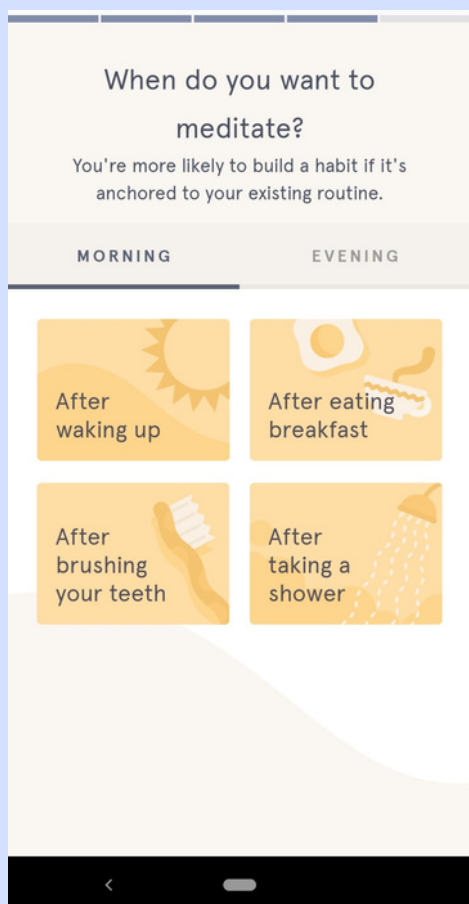 When do you want to
meditate?
You're more likely to build a habit if it's
anchored to your existing routine.
MORNING
EVENING
After
waking up
After eating
breakfast
After
brushing
your teeth
After
taking a
shower